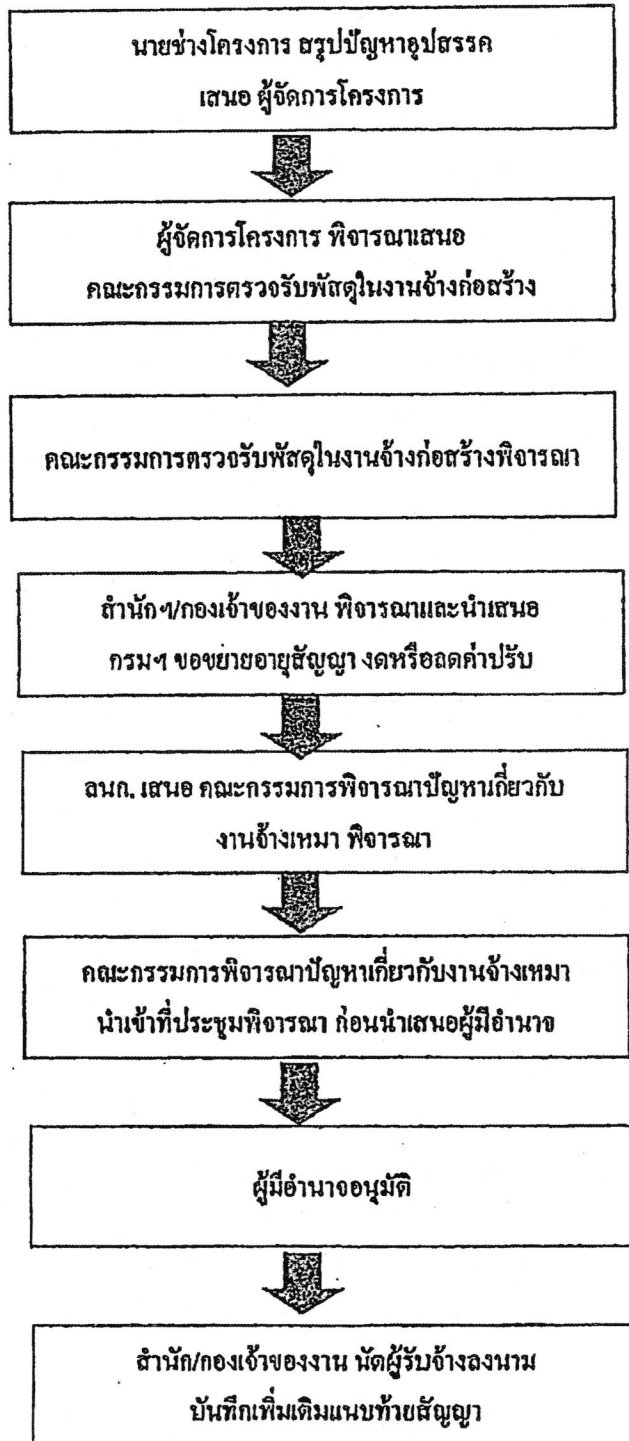 นายช่างโครงการ สรุปปัญหาอุปสรรค
เสนอ ผู้จัดการโครงการ
ผู้จัดการโครงการ พิจารณาเสนอ
คณะกรรมการตรวจรับพัสดุในงานจ้างก่อสร้าง
คณะกรรมการตรวจรับพัสดุในงานจ้างก่อสร้างพิจารณา
สำนักฯ/กองเจ้าของงาน พิจารณาและนำเสนอ
กรมฯ ขอขยายอายุสัญญา งดหรือลดค่าปรับ
ลนก. เสนอ คณะกรรมการพิจารณาปัญหาเกี่ยวกับ
งานจ้างเหมา พิจารณา
คณะกรรมการพิจารณาปัญหาเกี่ยวกับงานจ้างเหมา
นำเข้าที่ประชุมพิจารณา ก่อนนำเสนอผู้มีอำนาจ
ผู้มีอำนาจอนุมัติ
สำนัก/กองเจ้าของงาน นัดผู้รับจ้างลงนาม
บันทึกเพิ่มเติมแนบท้ายสัญญา